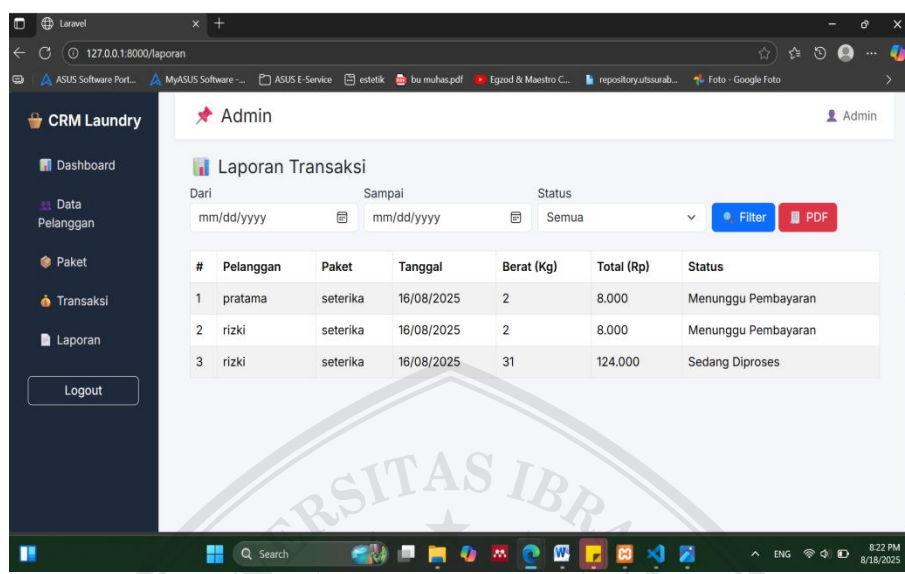 Laravel
127.0.0.1:8000/laporan
ASUS Software Port... MyASUS Software -... ASUS E-Service estetik bu muhas.pdf Egzod & Maestro C... repository.utssurab... Foto - Google Foto
CRM Laundry
Admin
Admin
Dashboard
Data
Pelanggan
Paket
Transaksi
Laporan
Logout
Laporan Transaksi
Dari Sampai Status
mm/dd/yyyy mm/dd/yyyy Semua Filter PDF
# Pelanggan Paket Tanggal Berat (Kg) Total (Rp) Status
1 pratama seterika 16/08/2025 2 8.000 Menunggu Pembayaran
2 rizki seterika 16/08/2025 2 8.000 Menunggu Pembayaran
3 rizki seterika 16/08/2025 31 124.000 Sedang Diproses
ERSITAS IBRA
Search
ENG
8:22 PM
8/18/2025